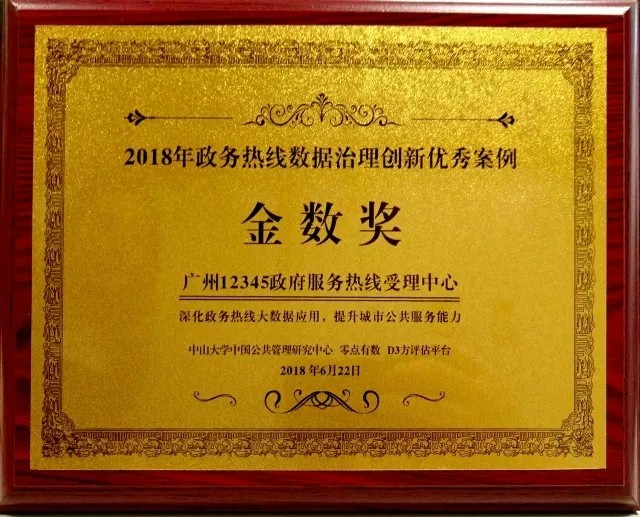 2018年政务热线数据治理创新优秀案例
金数奖
广州12345政府服务热线受理中心
深化政务热线大数据应用，提升城市公共服务能力
中山大学中国公共管理研究中心 零点有数 D3方评估平台
2018年6月22日